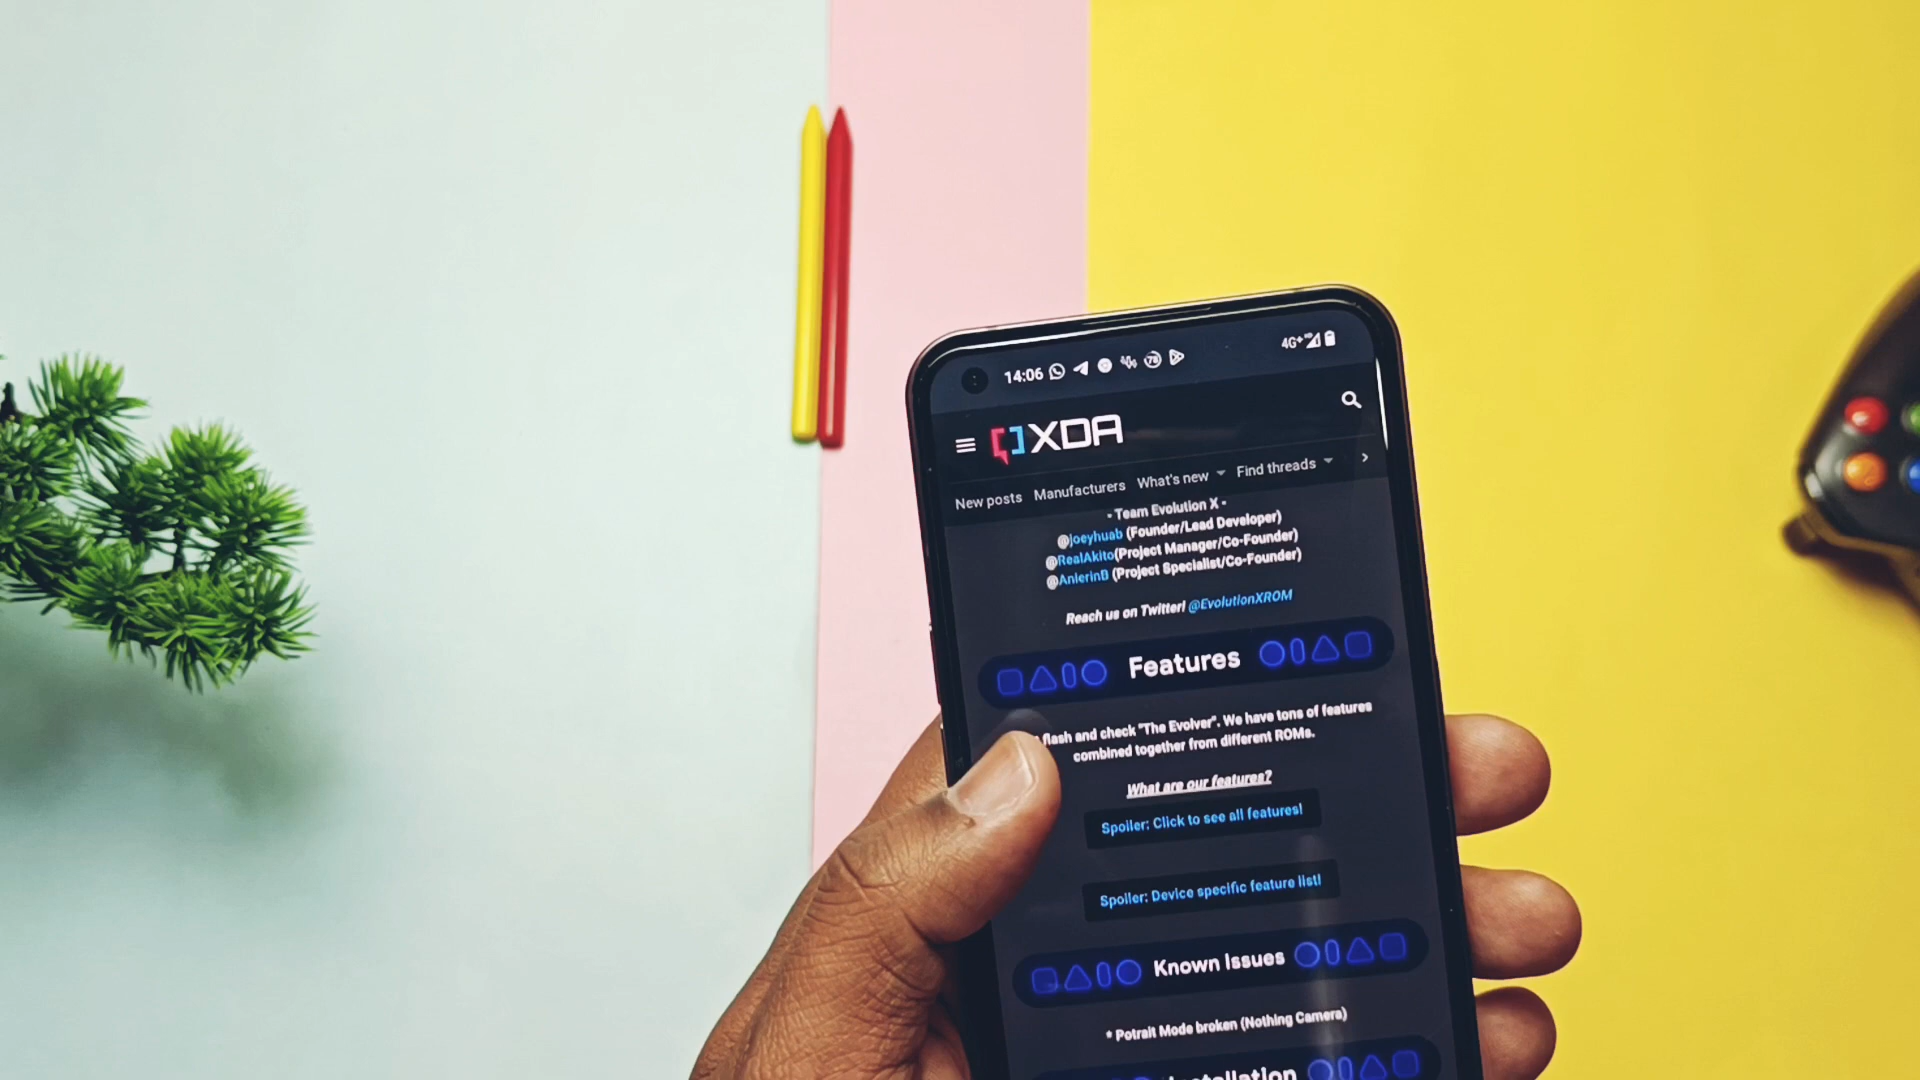 14:06
4G+
XDA
New posts Manufacturers What's new Find threads
- Team Evolution X -
@joeyhuab (Founder/Lead Developer)
@RealAkito(Project Manager/Co-Founder)
@AnierinB (Project Specialist/Co-Founder)
Reach us on Twitter! @EvolutionXROM
Features
flash and check "The Evolver". We have tons of features
combined together from different ROMs.
What are our features?
Spoiler: Click to see all features!
Spoiler: Device specific feature list!
Known Issues
* Potrait Mode broken (Nothing Camera)
Installation